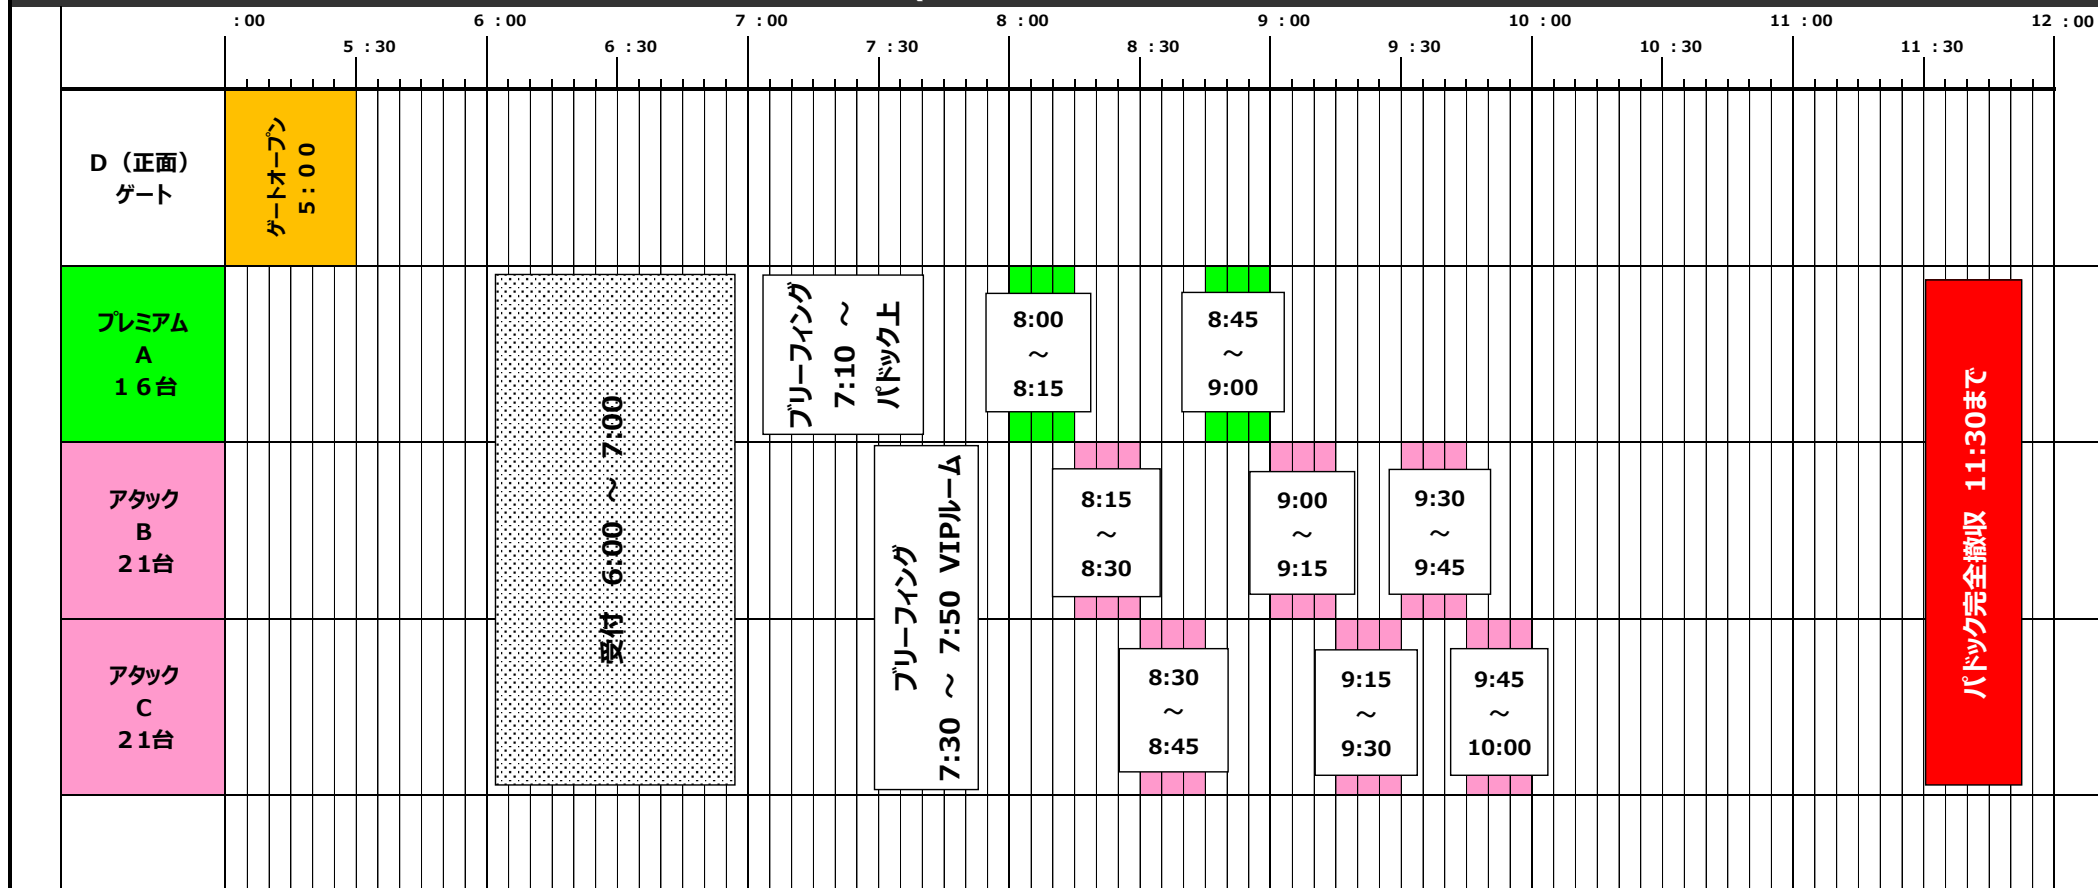 :00 6 :00 7 :00 8 :00 9 :00 10 :00 11 :00 12 :00
5 :30 6 :30 7 :30 8 :30 9 :30 10 :30 11 :30
D（正面）
ゲート
ゲートオープン
5：00
プレミアム
A
16台
アタック
B
21台
アタック
C
21台
受付 6:00 ～ 7:00
ブリーフィング
7:10 ～
パドック上
ブリーフィング
7:30 ～ 7:50 VIPルーム
8:00
～
8:15
8:45
～
9:00
8:15
～
8:30
9:00
～
9:15
9:30
～
9:45
8:30
～
8:45
9:15
～
9:30
9:45
～
10:00
パドック完全撤収 11:30まで